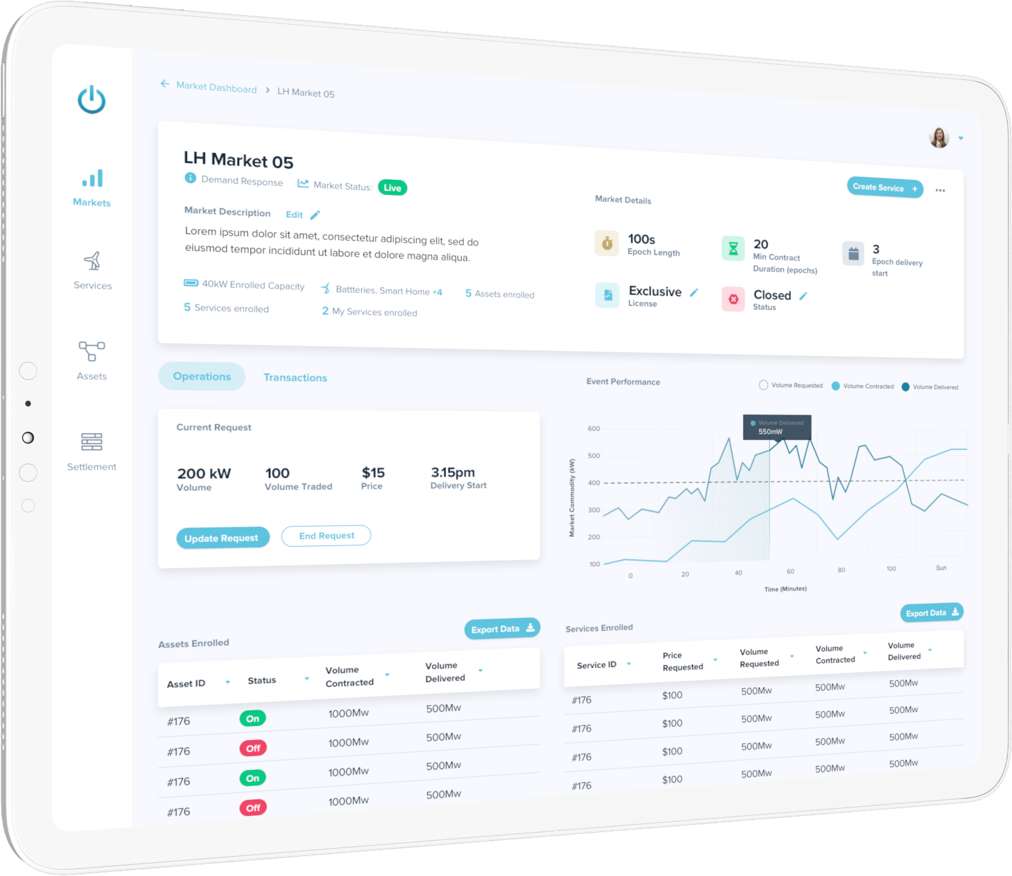 Market Dashboard > LH Market 05
LH Market 05
Demand Response Market Status: Live
Market Description Edit
Lorem ipsum dolor sit amet, consectetur adipiscing elit, sed do
eiusmod tempor incididunt ut labore et dolore magna aliqua.
40kW Enrolled Capacity Battteries, Smart Home +4 5 Assets enrolled
5 Services enrolled 2 My Services enrolled
Create Service +
Market Details
100s
Epoch Length
20
Min Contract
Duration (epochs)
3
Epoch delivery
start
Exclusive
License
Closed
Status
Markets
Services
Assets
Settlement
Operations Transactions
Current Request
200 kW
Volume
100
Volume Traded
$15
Price
3.15pm
Delivery Start
Update Request End Request
Event Performance
Volume Requested Volume Contracted Volume Delivered
Volume Delivered
550mW
Market Commodity (kW)
600
500
400
300
200
100
0 20 40 60 80 100 Sun
Time (Minutes)
Assets Enrolled
Export Data
Asset ID Status Volume Contracted Volume Delivered
#176 On 1000Mw 500Mw
#176 Off 1000Mw 500Mw
#176 On 1000Mw 500Mw
#176 Off 1000Mw 500Mw
Services Enrolled
Export Data
Service ID Price Requested Volume Requested Volume Contracted Volume Delivered
#176 $100 500Mw 500Mw 500Mw
#176 $100 500Mw 500Mw 500Mw
#176 $100 500Mw 500Mw 500Mw
#176 $100 500Mw 500Mw 500Mw